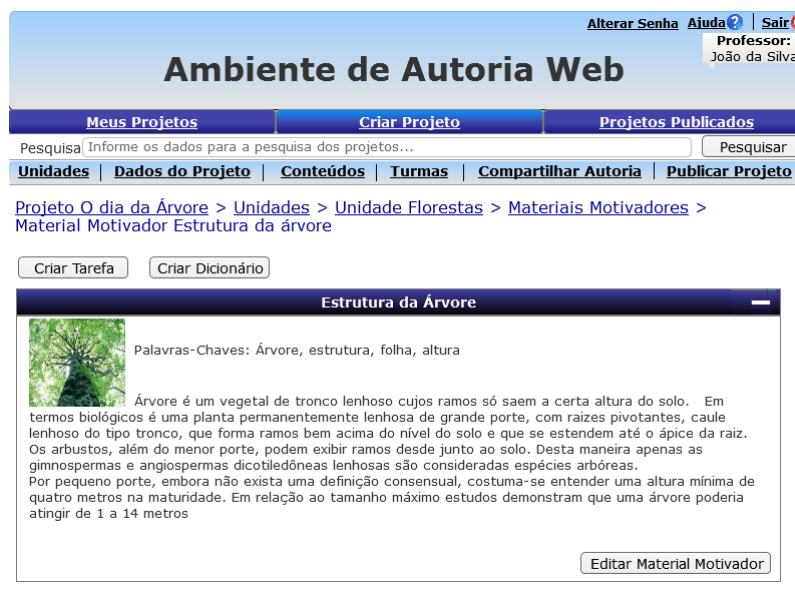 Alterar Senha Ajuda? | Sair
Professor:
João da Silva
Ambiente de Autoria Web
Meus Projetos Criar Projeto Projetos Publicados
Pesquisa Informe os dados para a pesquisa dos projetos... Pesquisar
Unidades | Dados do Projeto | Conteúdos | Turmas | Compartilhar Autoria | Publicar Projeto
Projeto O dia da Árvore > Unidades > Unidade Florestas > Materiais Motivadores >
Material Motivador Estrutura da árvore
Criar Tarefa Criar Dicionário
Estrutura da Árvore
Palavras-Chaves: Árvore, estrutura, folha, altura
Árvore é um vegetal de tronco lenhoso cujos ramos só saem a certa altura do solo. Em
termos biológicos é uma planta permanentemente lenhosa de grande porte, com raizes pivotantes, caule
lenhoso do tipo tronco, que forma ramos bem acima do nível do solo e que se estendem até o ápice da raiz.
Os arbustos, além do menor porte, podem exibir ramos desde junto ao solo. Desta maneira apenas as
gimnospermas e angiospermas dicotiledôneas lenhosas são consideradas espécies arbóreas.
Por pequeno porte, embora não exista uma definição consensual, costuma-se entender uma altura mínima de
quatro metros na maturidade. Em relação ao tamanho máximo estudos demonstram que uma árvore poderia
atingir de 1 a 14 metros
Editar Material Motivador